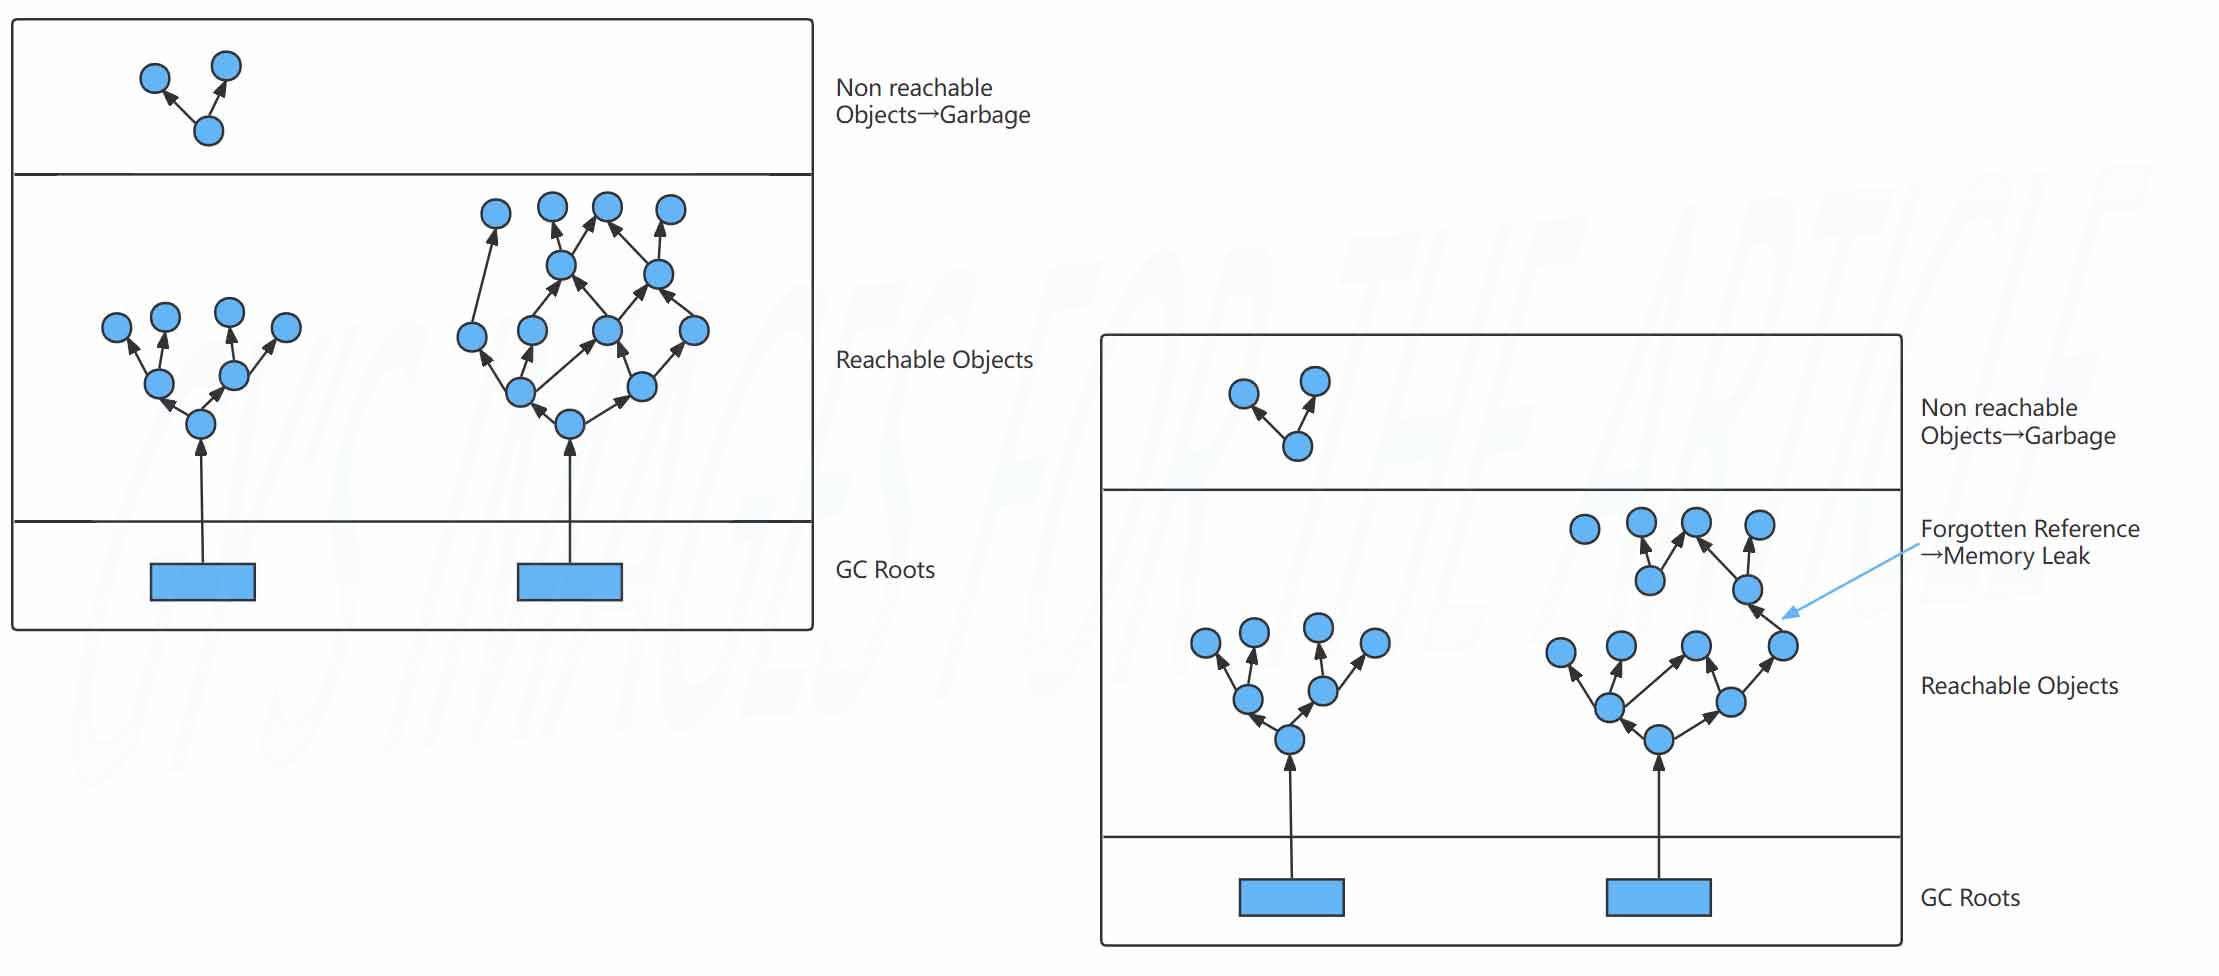 Non reachable
Objects→Garbage
Reachable Objects
GC Roots
Non reachable
Objects→Garbage
Forgotten Reference
→Memory Leak
Reachable Objects
GC Roots